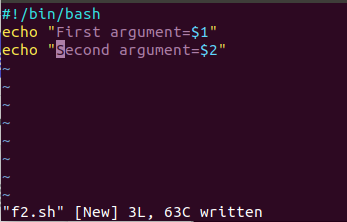 #!/bin/bash
echo "First argument=$1"
echo "Second argument=$2"
~
~
~
~
~
~
~
"f2.sh" [New] 3L, 63C written